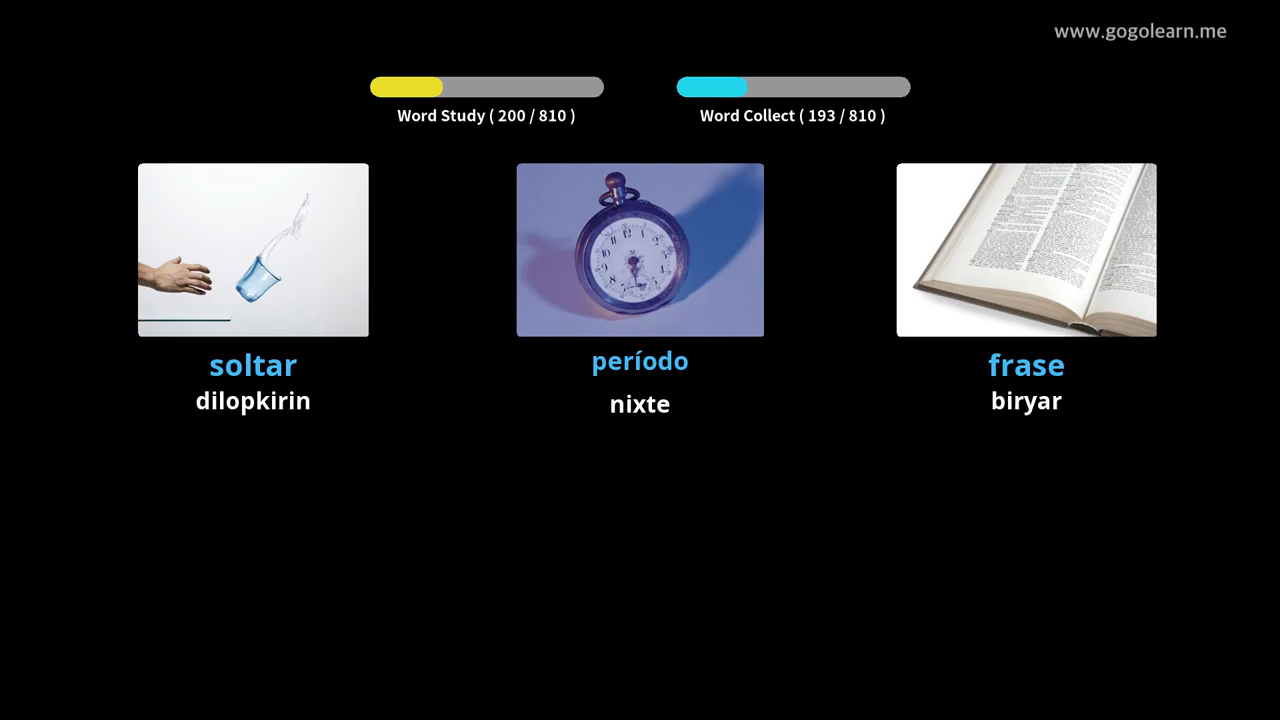 www.gogolearn.me
Word Study ( 200 / 810 )
Word Collect ( 193 / 810 )
soltar
dilopkirin
período
nixte
frase
biryar